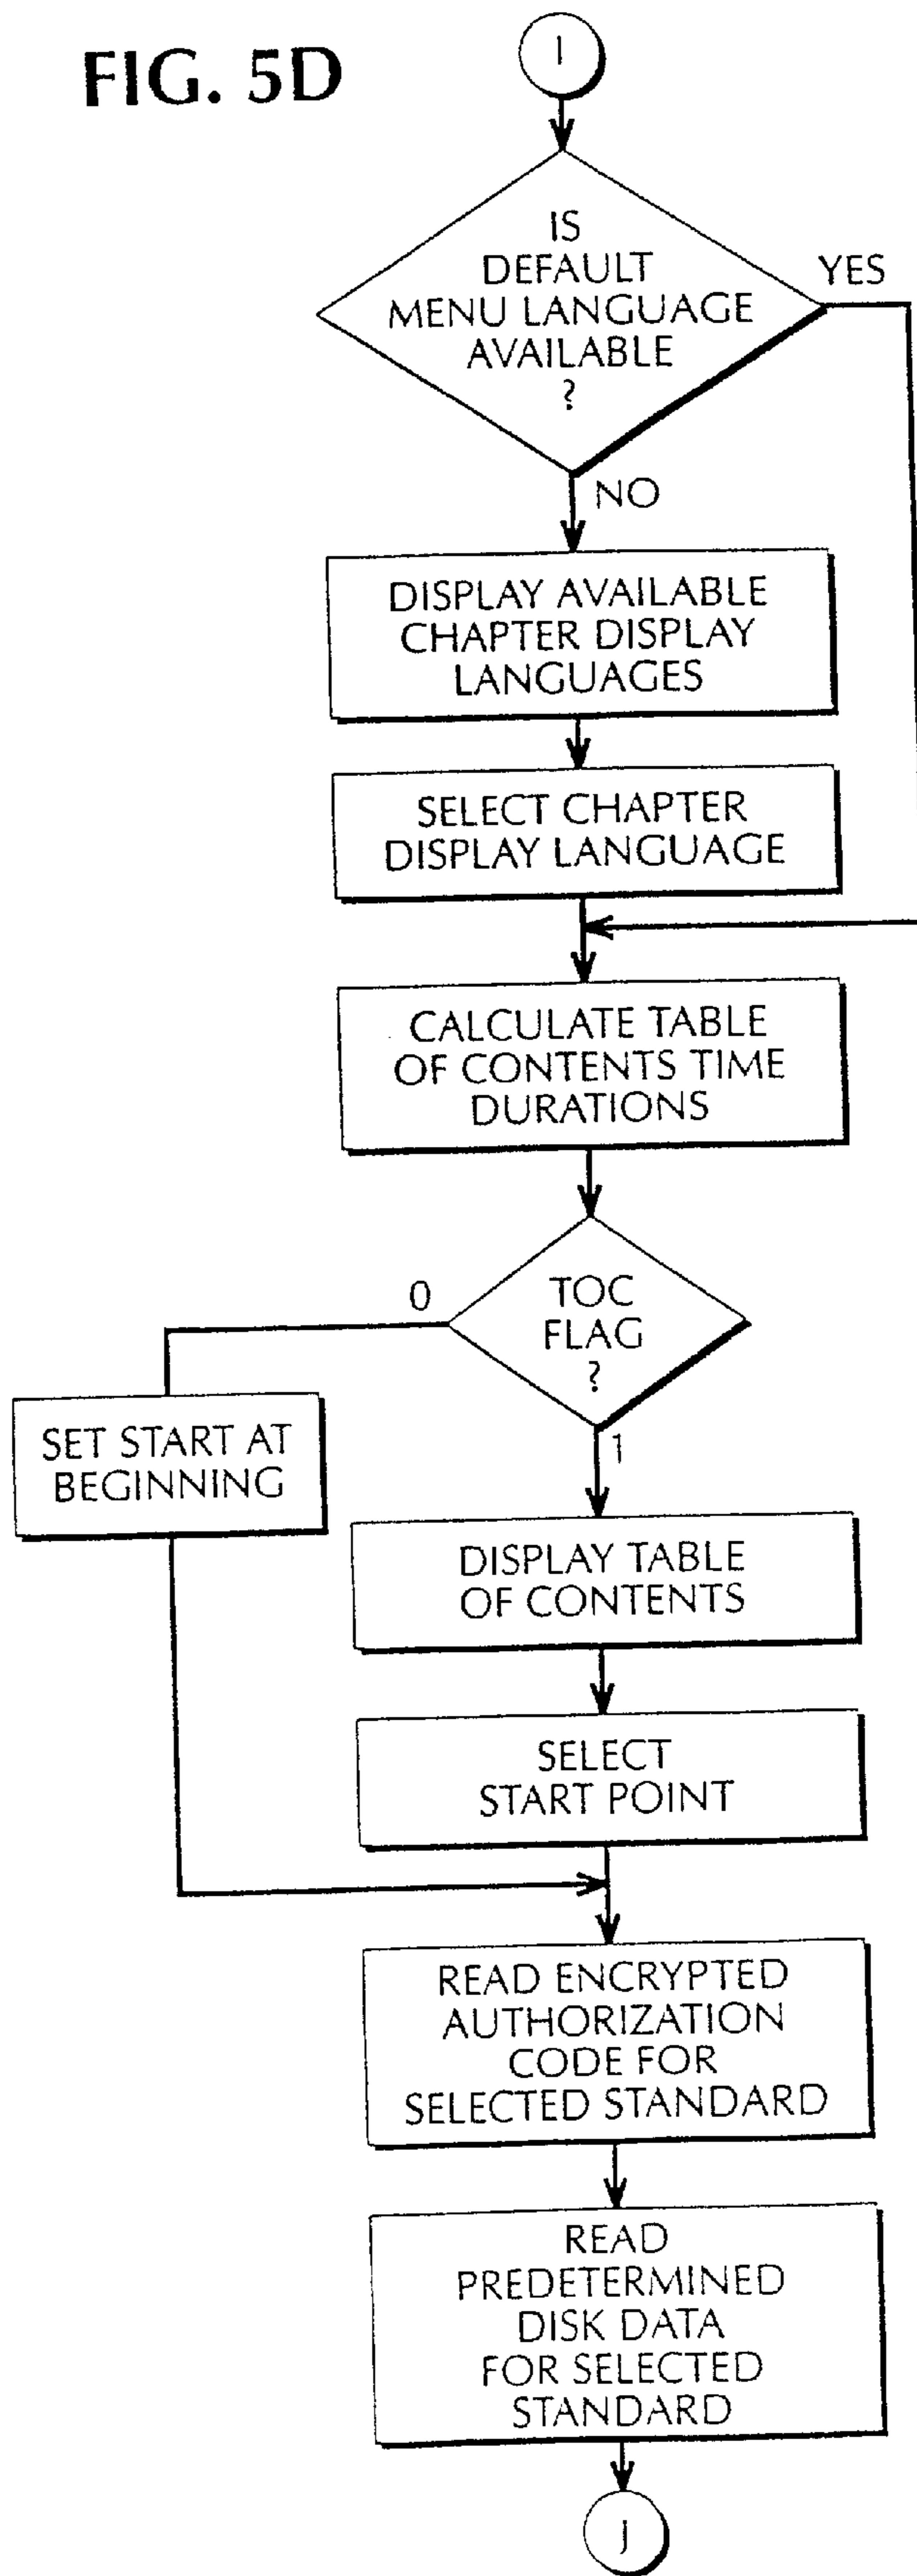 FIG. 5D
I
IS
DEFAULT
MENU LANGUAGE
AVAILABLE
?
YES
NO
DISPLAY AVAILABLE
CHAPTER DISPLAY
LANGUAGES
SELECT CHAPTER
DISPLAY LANGUAGE
CALCULATE TABLE
OF CONTENTS TIME
DURATIONS
TOC
FLAG
?
0
1
SET START AT
BEGINNING
DISPLAY TABLE
OF CONTENTS
SELECT
START POINT
READ ENCRYPTED
AUTHORIZATION
CODE FOR
SELECTED STANDARD
READ
PREDETERMINED
DISK DATA
FOR SELECTED
STANDARD
j